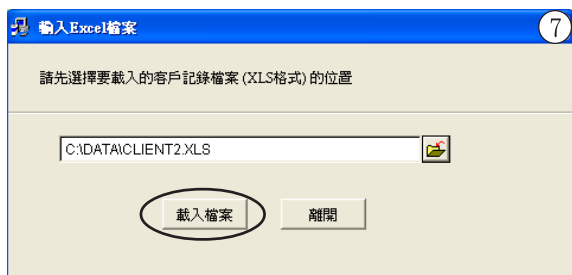 輸入Excel檔案
⑦
請先選擇要載入的客戶記錄檔案 (XLS格式) 的位置
C:\DATA\CLIENT2.XLS
載入檔案
離開